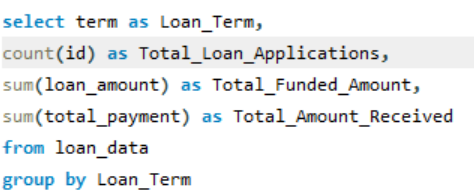 select term as Loan_Term,
count(id) as Total_Loan_Applications,
sum(loan_amount) as Total_Funded_Amount,
sum(total_payment) as Total_Amount_Received
from loan_data
group by Loan_Term